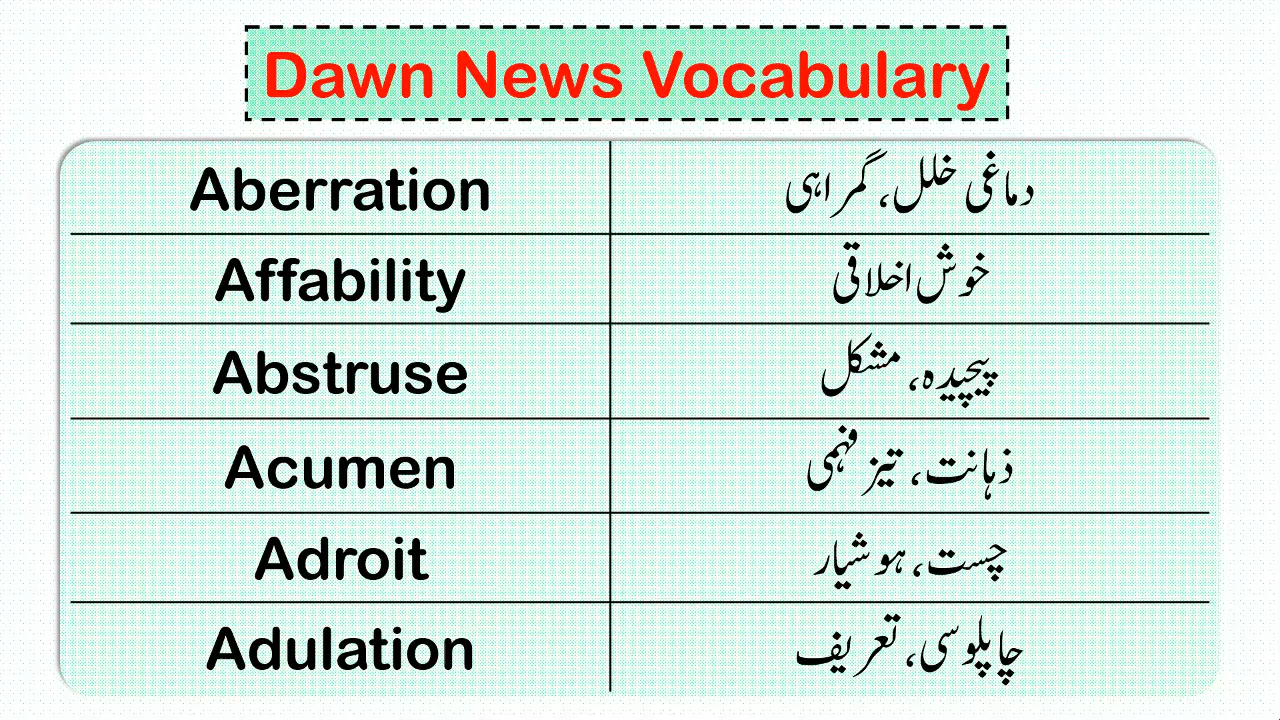 Dawn News Vocabulary
Aberration دماغی خلل، گمراہی
Affability خوش اخلاقی
Abstruse پیچیدہ، مشکل
Acumen ذہانت، تیز فہمی
Adroit چست، ہوشیار
Adulation چاپلوسی، تعریف